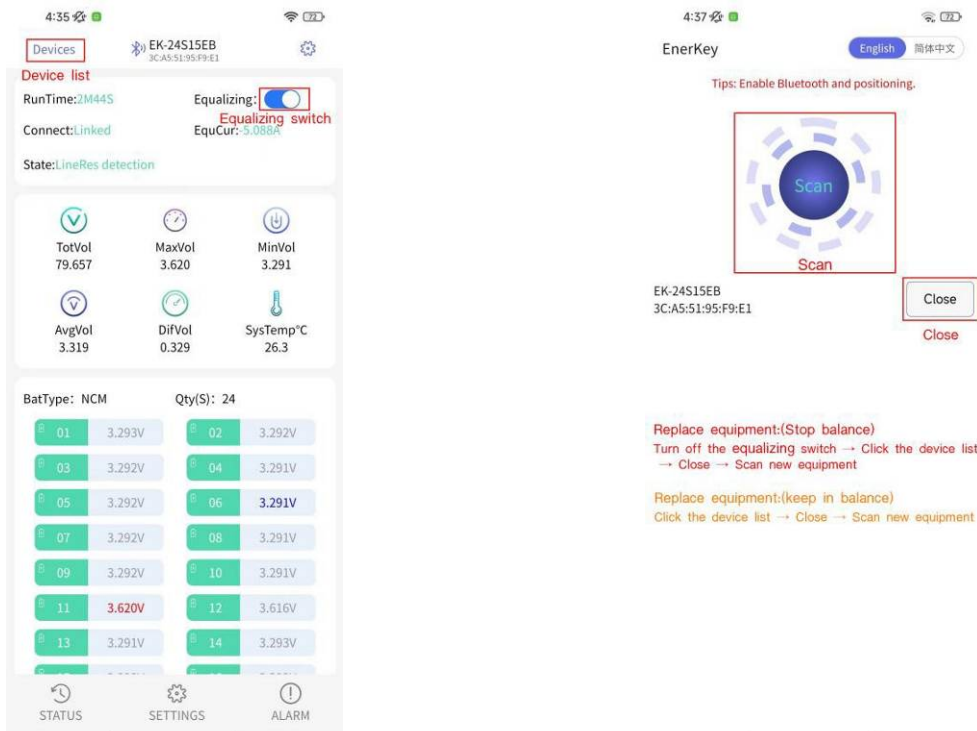 4:35
72
Devices
EK-24S15EB
3C:A5:51:95:F9:E1
Device list
RunTime:2M44S
Equalizing:
Equalizing switch
Connect:Linked
EquCur:-5.088A
State:LineRes detection
TotVol
79.657
MaxVol
3.620
MinVol
3.291
AvgVol
3.319
DifVol
0.329
SysTemp°C
26.3
BatType: NCM
Qty(S): 24
01 3.293V
02 3.292V
03 3.292V
04 3.291V
05 3.292V
06 3.291V
07 3.292V
08 3.291V
09 3.292V
10 3.291V
11 3.620V
12 3.616V
13 3.291V
14 3.293V
STATUS
SETTINGS
ALARM
4:37
72
EnerKey
English
简体中文
Tips: Enable Bluetooth and positioning.
Scan
Scan
EK-24S15EB
3C:A5:51:95:F9:E1
Close
Close
Replace equipment:(Stop balance)
Turn off the equalizing switch → Click the device list
→ Close → Scan new equipment
Replace equipment:(keep in balance)
Click the device list → Close → Scan new equipment